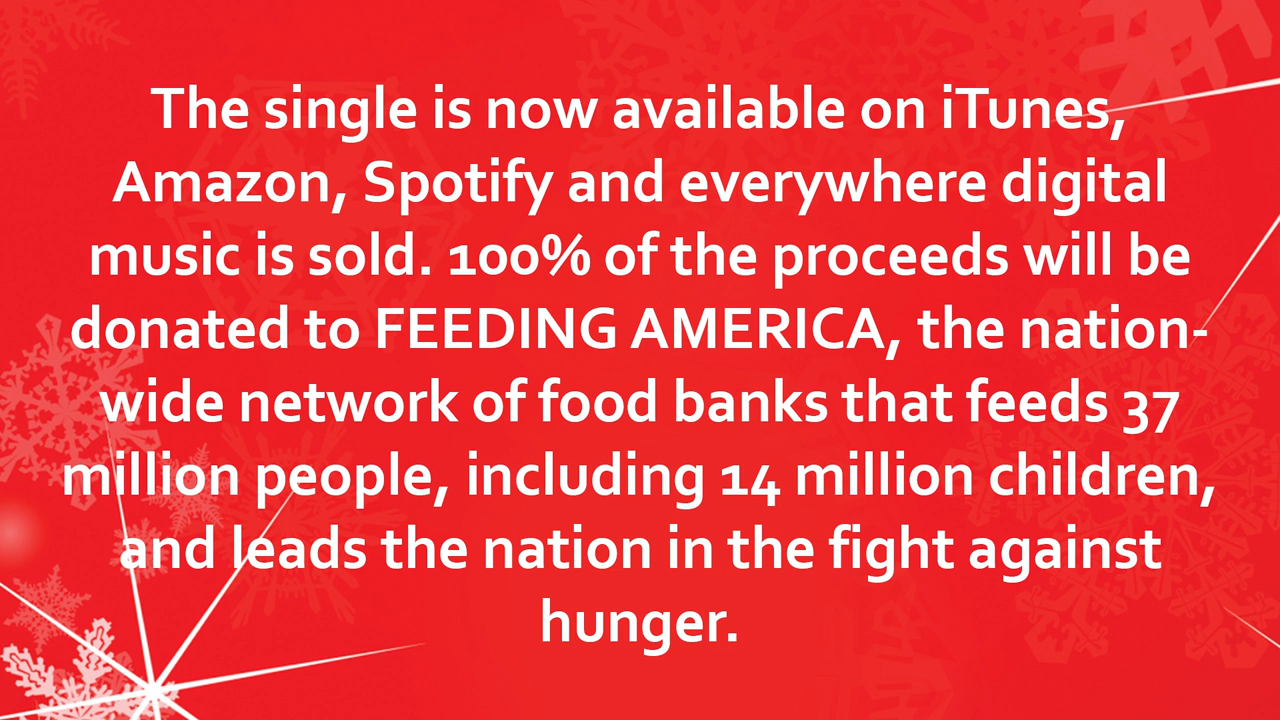 The single is now available on iTunes,
Amazon, Spotify and everywhere digital
music is sold. 100% of the proceeds will be
donated to FEEDING AMERICA, the nation-
wide network of food banks that feeds 37
million people, including 14 million children,
and leads the nation in the fight against
hunger.